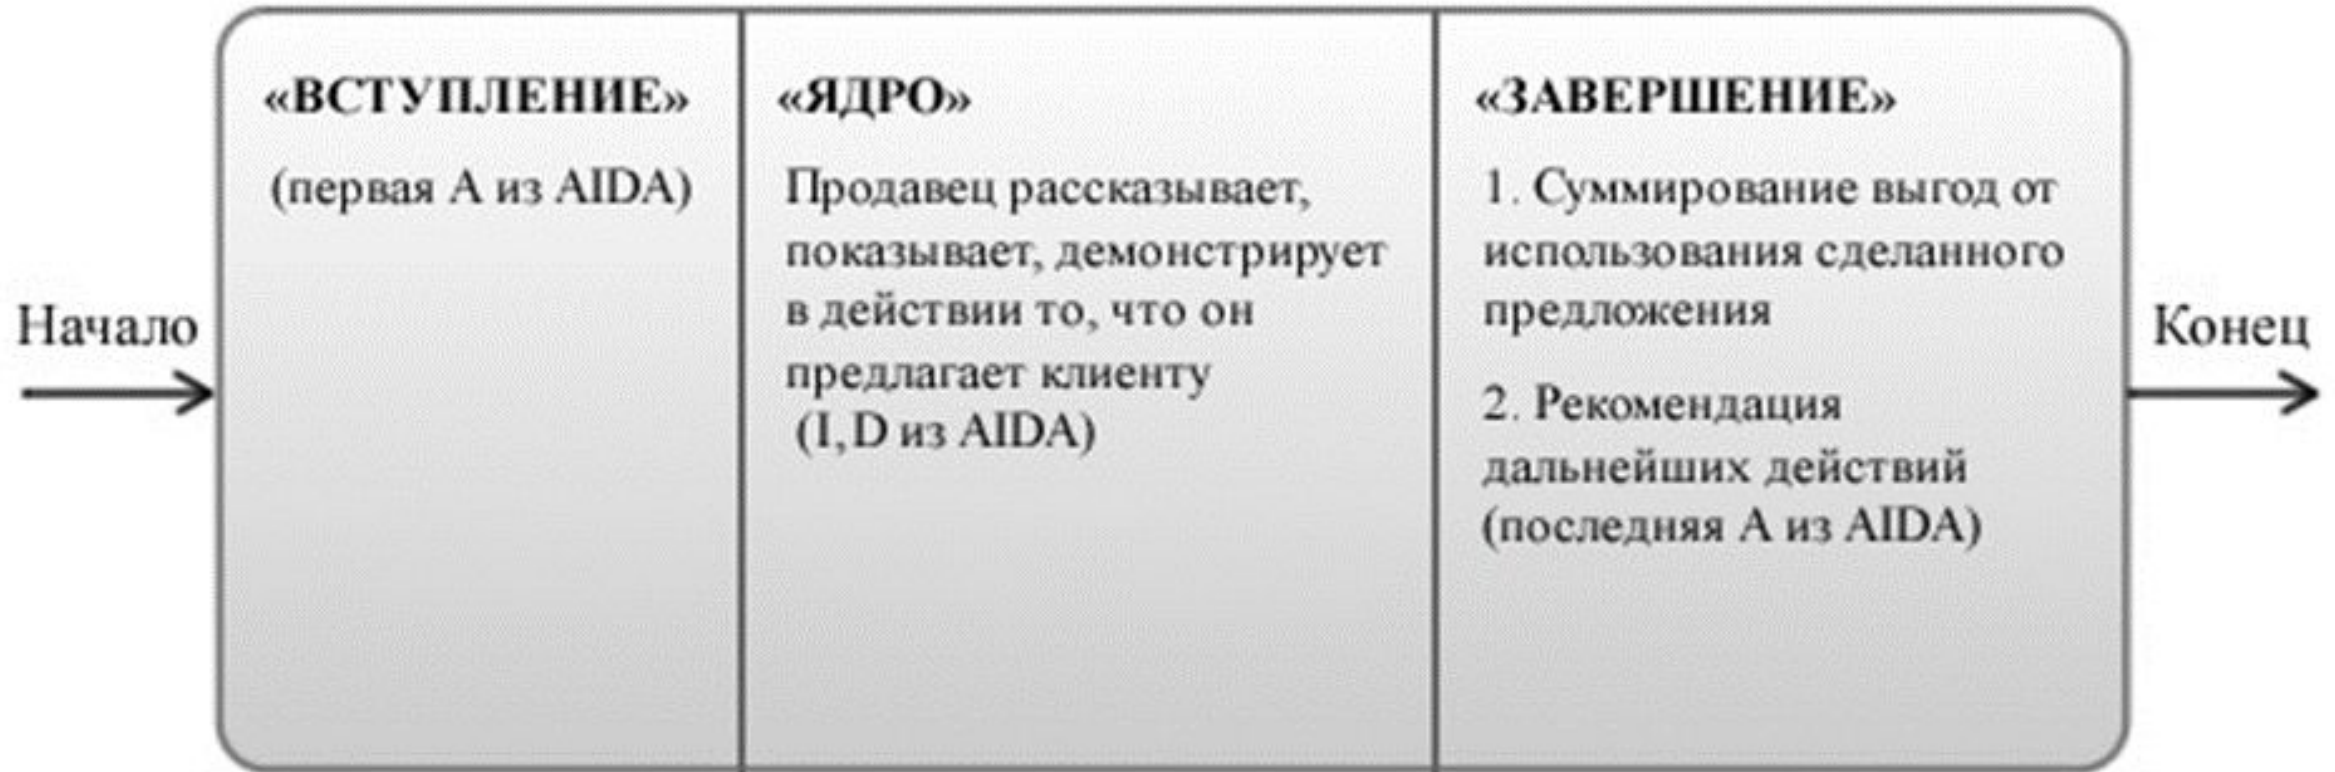 Начало
«ВСТУПЛЕНИЕ»
(первая A из AIDA)
«ЯДРО»
Продавец рассказывает,
показывает, демонстрирует
в действии то, что он
предлагает клиенту
(I, D из AIDA)
«ЗАВЕРШЕНИЕ»
1. Суммирование выгод от
использования сделанного
предложения
2. Рекомендация
дальнейших действий
(последняя A из AIDA)
Конец